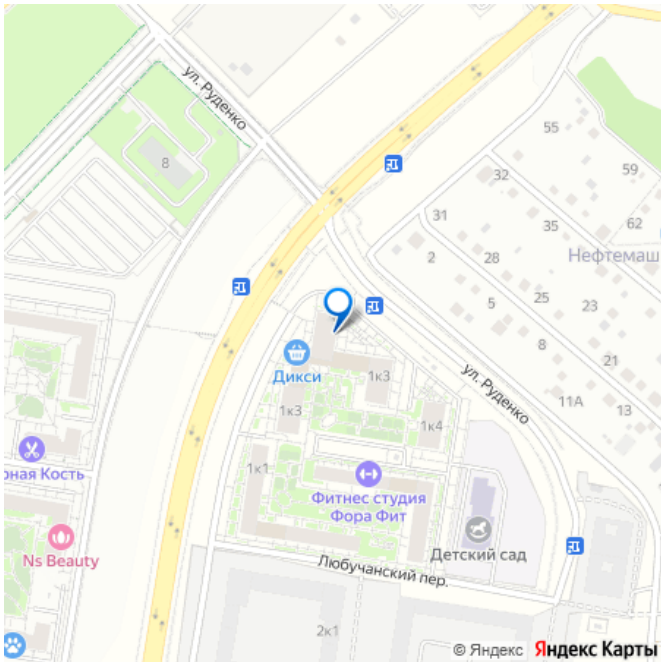 ул. Руденко
8
55
59
32
62
31
35
Нефтемаш
2
28
25
23
5
8
21
Дикси
1к3
ул. Руденко
11А
13
1к3
1к4
рная Кость
1к1
Фитнес студия
Фора Фит
Ns Beauty
Детский сад
Любучанский пер.
2к1
© Яндекс Яндекс Карты